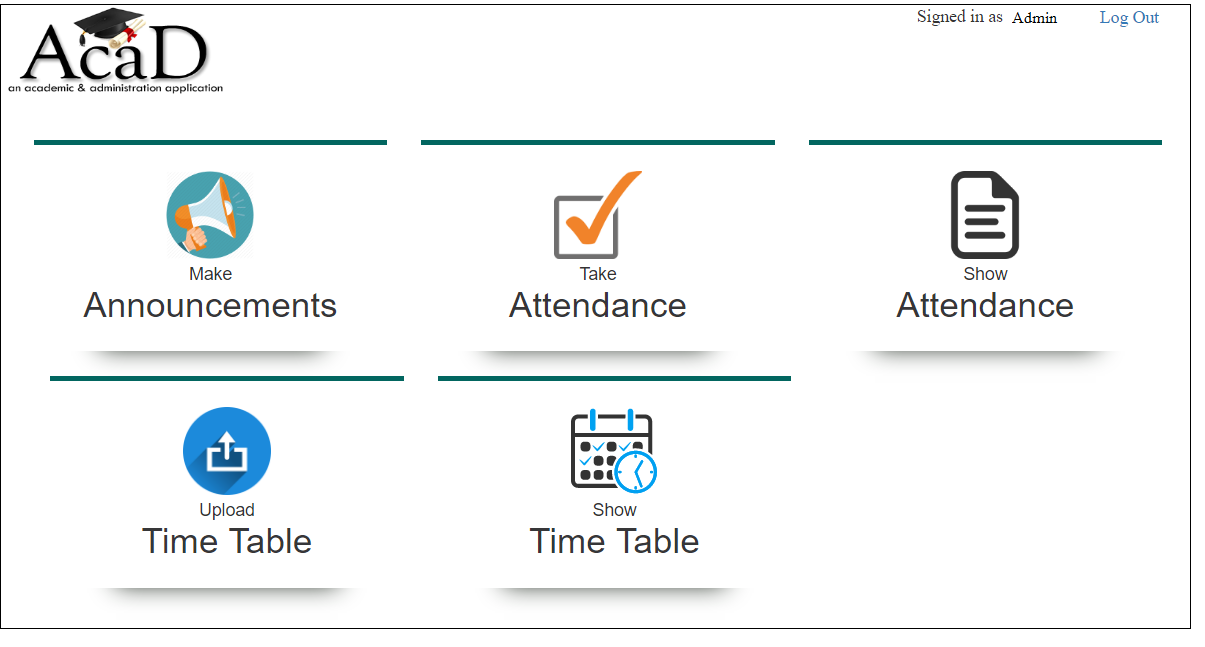 AcaD
an academic & administration application
Signed in as Admin Log Out
Make
Announcements
Take
Attendance
Show
Attendance
Upload
Time Table
Show
Time Table